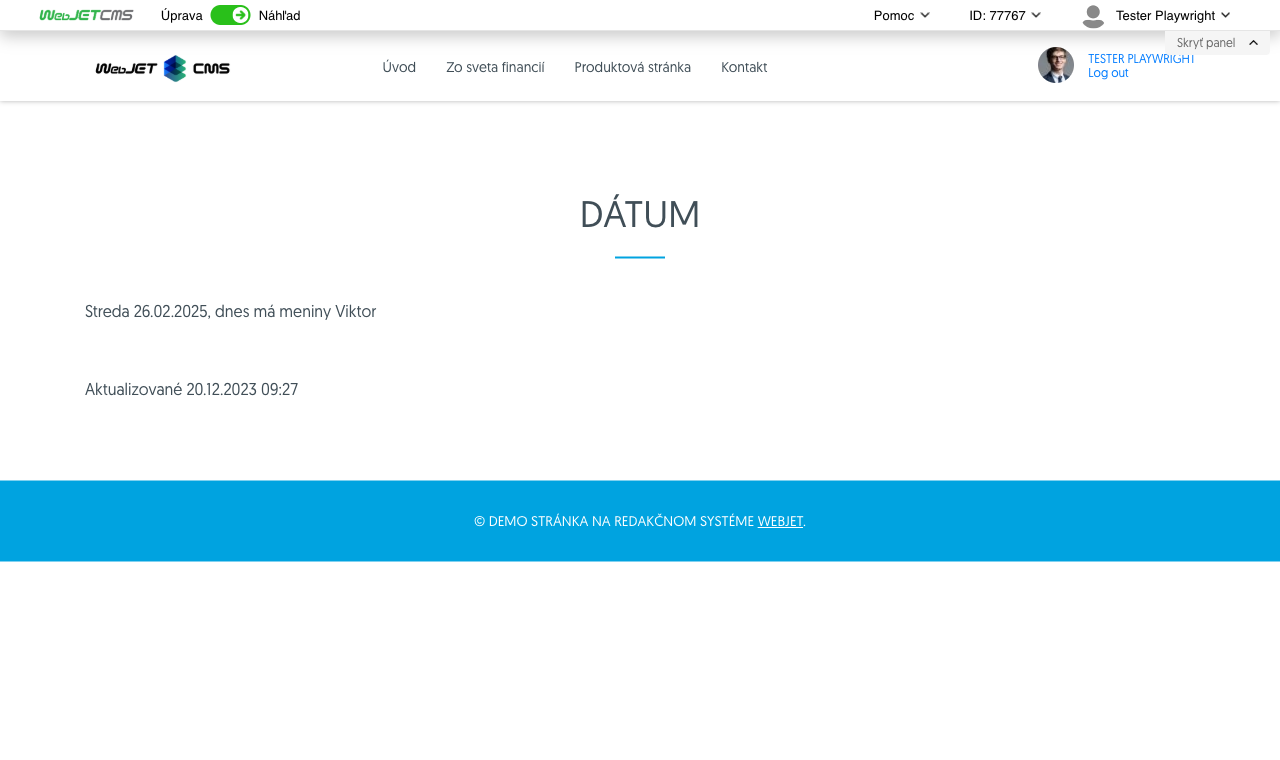 WebJETCMS Úprava Náhľad Pomoc ID: 77767 Tester Playwright
Skryť panel
WebJET CMS Úvod Zo sveta financií Produktová stránka Kontakt TESTER PLAYWRIGHT
Log out
DÁTUM
Streda 26.02.2025, dnes má meniny Viktor
Aktualizované 20.12.2023 09:27
© DEMO STRÁNKA NA REDAKČNOM SYSTÉME WEBJET.